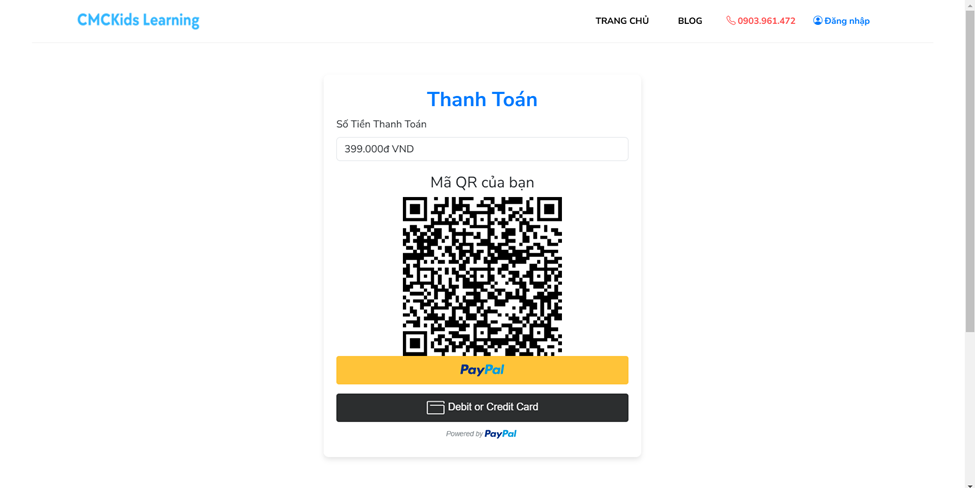 CMCKids Learning
TRANG CHỦ
BLOG
0903.961.472
Đăng nhập
Thanh Toán
Số Tiền Thanh Toán
399.000đ VND
Mã QR của bạn
PayPal
Debit or Credit Card
Powered by PayPal